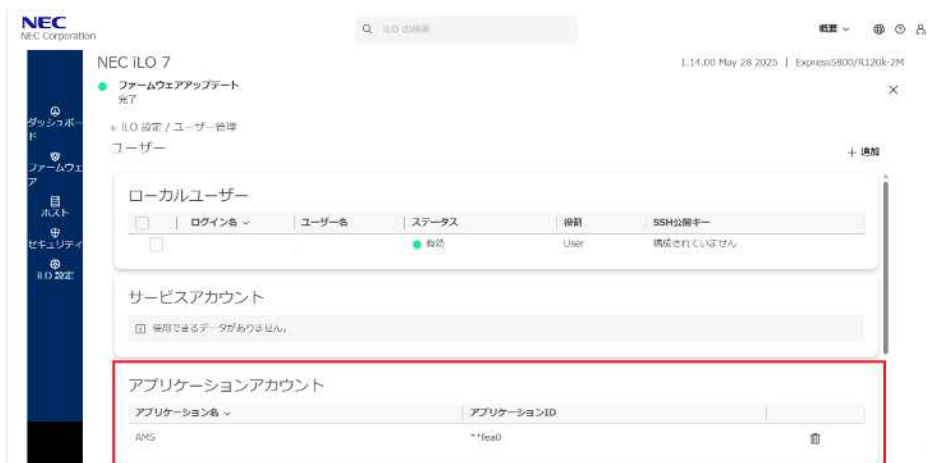 NEC
NEC Corporation
iLO の検索
概要
NEC iLO 7
1.14.00 May 28 2025 | Express5800/R120k-2M
ファームウェアアップデート
完了
ダッシュボー
ド
ファームウェ
ア
ホスト
セキュリティ
iLO 設定
← iLO 設定 / ユーザー管理
ユーザー
+ 追加
ローカルユーザー
ログイン名 ユーザー名 ステータス 役割 SSH公開キー
有効 User 構成されていません
サービスアカウント
使用できるデータがありません。
アプリケーションアカウント
アプリケーション名 アプリケーションID
AMS **fea0